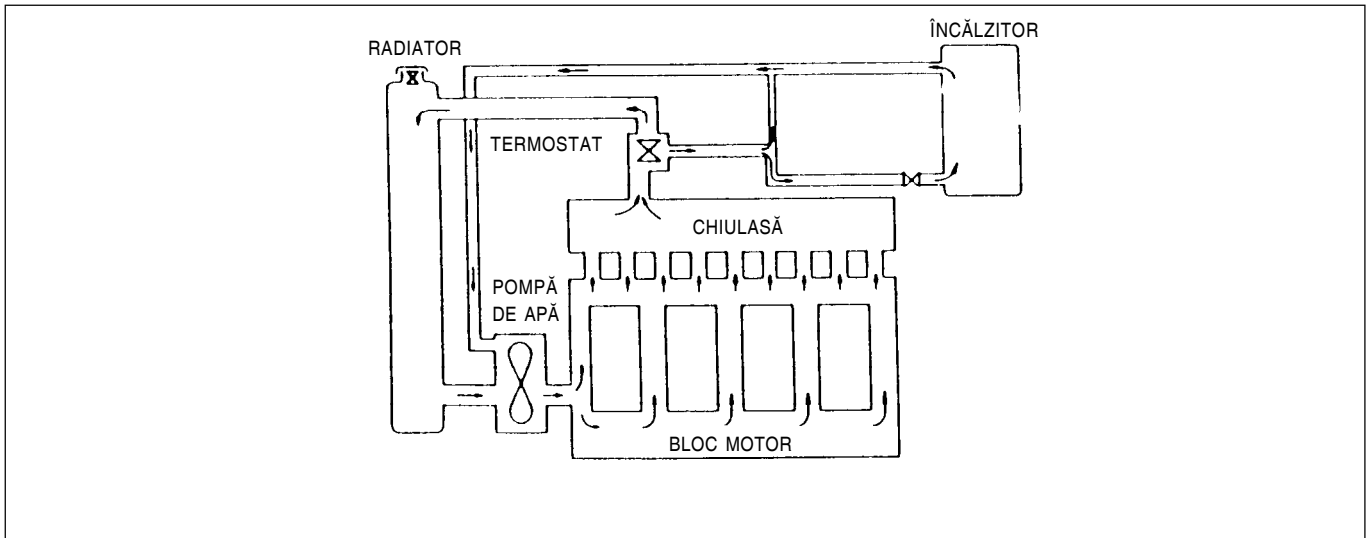 ÎNCĂLZITOR
RADIATOR
TERMOSTAT
CHIULASĂ
POMPĂ
DE APĂ
BLOC MOTOR